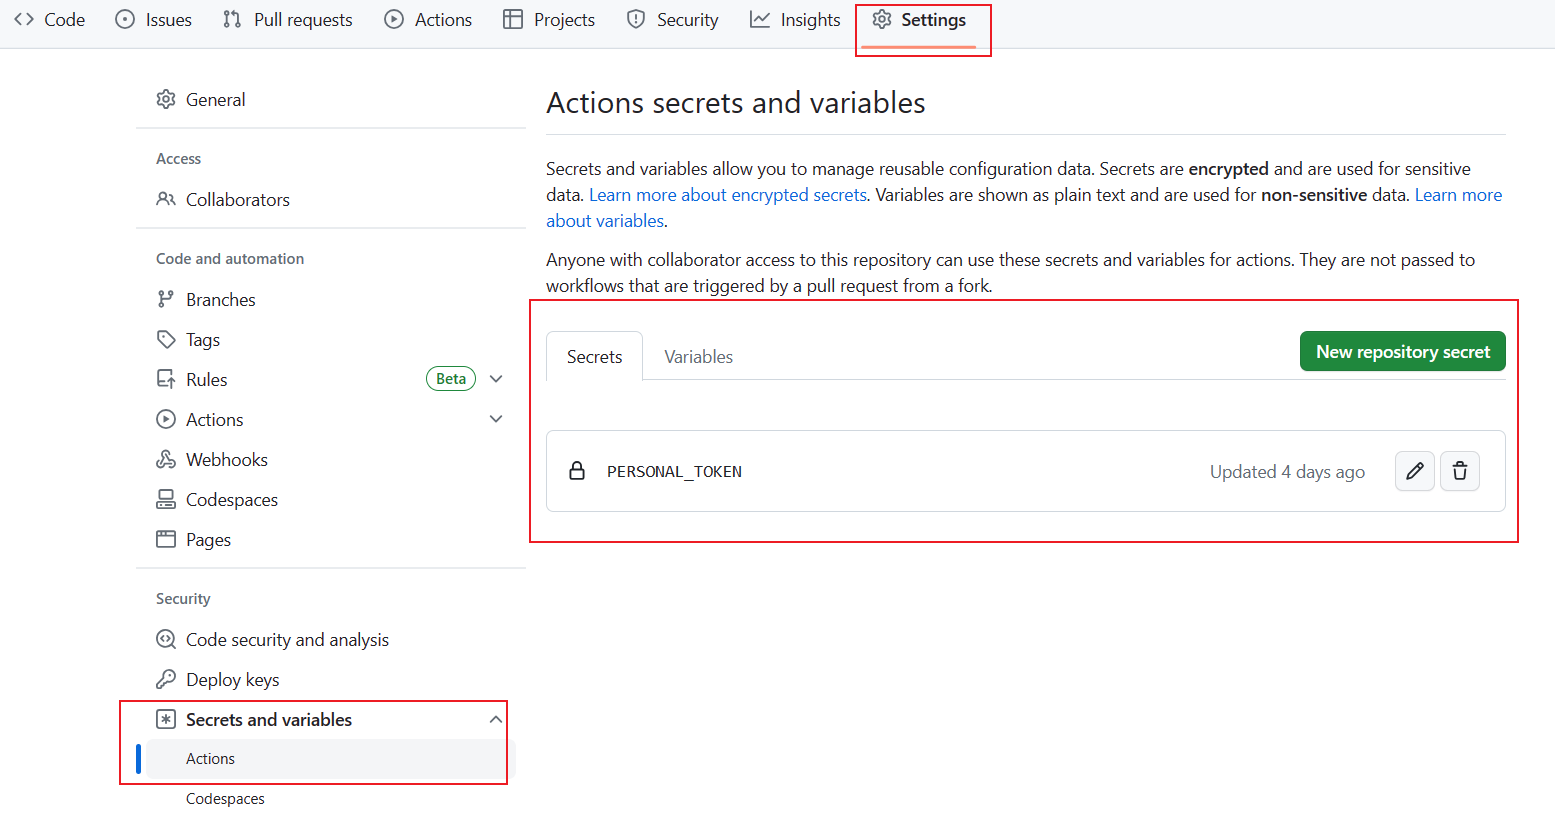 Code Issues Pull requests Actions Projects Security Insights Settings
General
Access
Collaborators
Code and automation
Branches
Tags
Rules Beta
Actions
Webhooks
Codespaces
Pages
Security
Code security and analysis
Deploy keys
Secrets and variables
Actions
Codespaces
Actions secrets and variables
Secrets and variables allow you to manage reusable configuration data. Secrets are encrypted and are used for sensitive
data. Learn more about encrypted secrets. Variables are shown as plain text and are used for non-sensitive data. Learn more
about variables.
Anyone with collaborator access to this repository can use these secrets and variables for actions. They are not passed to
workflows that are triggered by a pull request from a fork.
Secrets Variables New repository secret
PERSONAL_TOKEN Updated 4 days ago